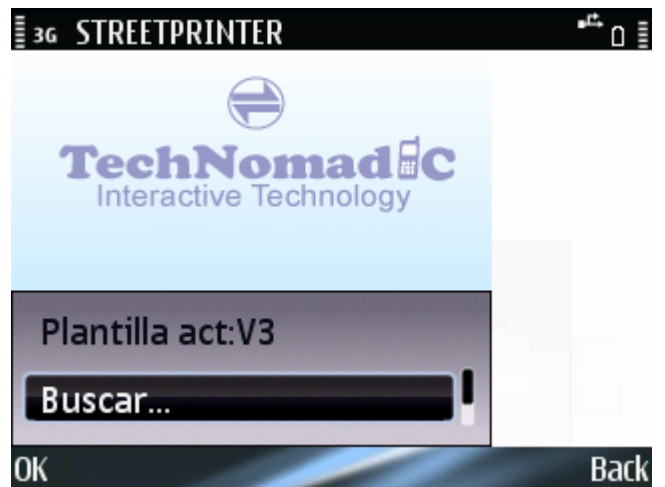 3G STREETPRINTER
TechNomadiC
Interactive Technology
Plantilla act:V3
Buscar...
OK Back